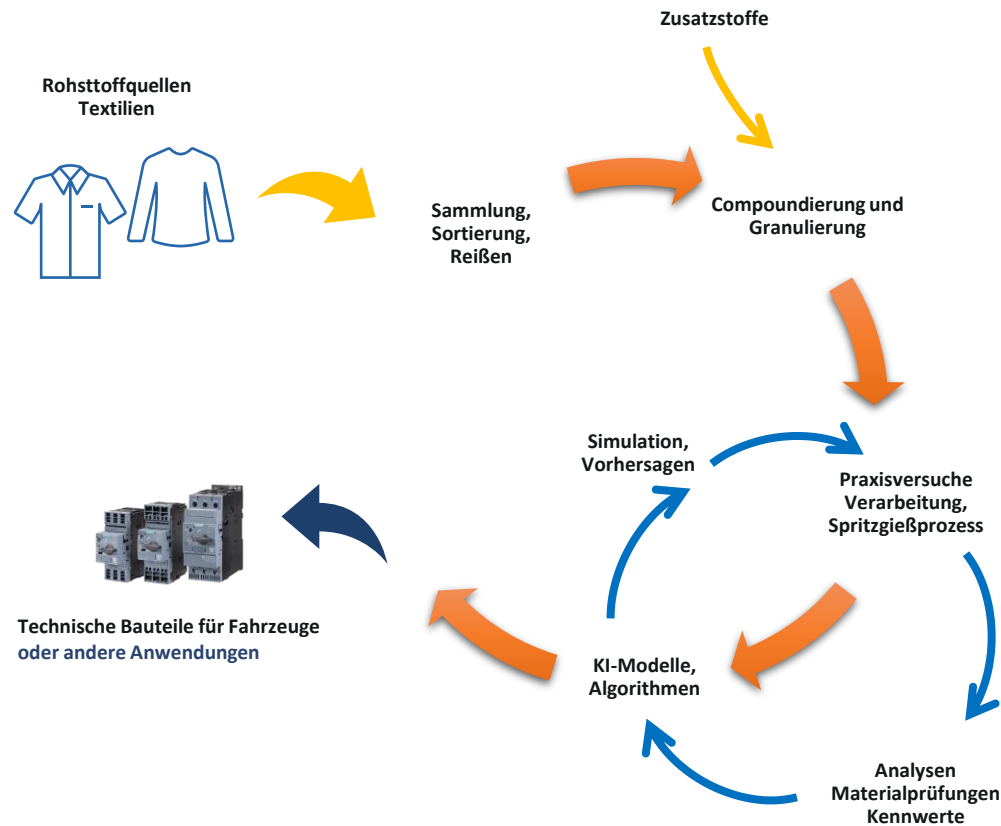 Zusatzstoffe
Rohsttoffquellen
Textilien
Sammlung,
Sortierung,
Reißen
Compoundierung und
Granulierung
Simulation,
Vorhersagen
Praxisversuche
Verarbeitung,
Spritzgießprozess
Technische Bauteile für Fahrzeuge
oder andere Anwendungen
KI-Modelle,
Algorithmen
Analysen
Materialprüfungen
Kennwerte